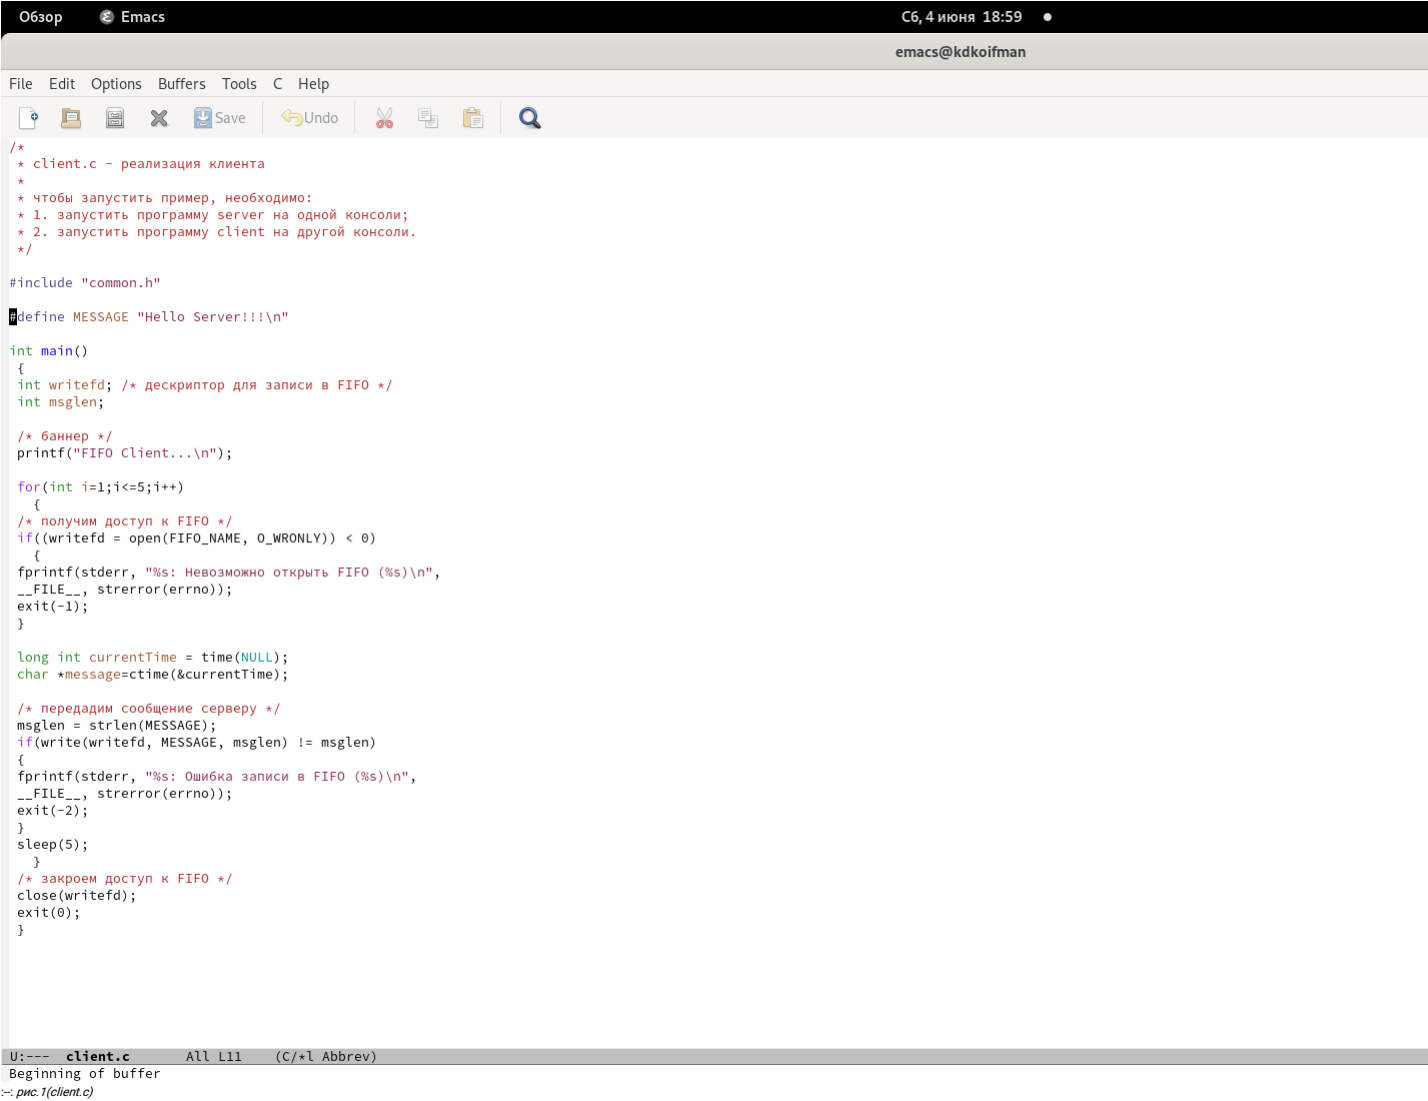 Обзор Emacs Сб, 4 июня 18:59
emacs@kdkoifman
File Edit Options Buffers Tools C Help
Save Undo
/*
* client.c - реализация клиента
*
* чтобы запустить пример, необходимо:
* 1. запустить программу server на одной консоли;
* 2. запустить программу client на другой консоли.
*/
#include "common.h"
#define MESSAGE "Hello Server!!!\n"
int main()
{
int writefd; /* дескриптор для записи в FIFO */
int msglen;
/* баннер */
printf("FIFO Client...\n");
for(int i=1;i<=5;i++)
{
/* получим доступ к FIFO */
if((writefd = open(FIFO_NAME, O_WRONLY)) < 0)
{
fprintf(stderr, "%s: Невозможно открыть FIFO (%s)\n",
__FILE__, strerror(errno));
exit(-1);
}
long int currentTime = time(NULL);
char *message=ctime(&currentTime);
/* передадим сообщение серверу */
msglen = strlen(MESSAGE);
if(write(writefd, MESSAGE, msglen) != msglen)
{
fprintf(stderr, "%s: Ошибка записи в FIFO (%s)\n",
__FILE__, strerror(errno));
exit(-2);
}
sleep(5);
}
/* закроем доступ к FIFO */
close(writefd);
exit(0);
}
U:--- client.c All L11 (C/*l Abbrev)
Beginning of buffer
:--: рис.1(client.c)